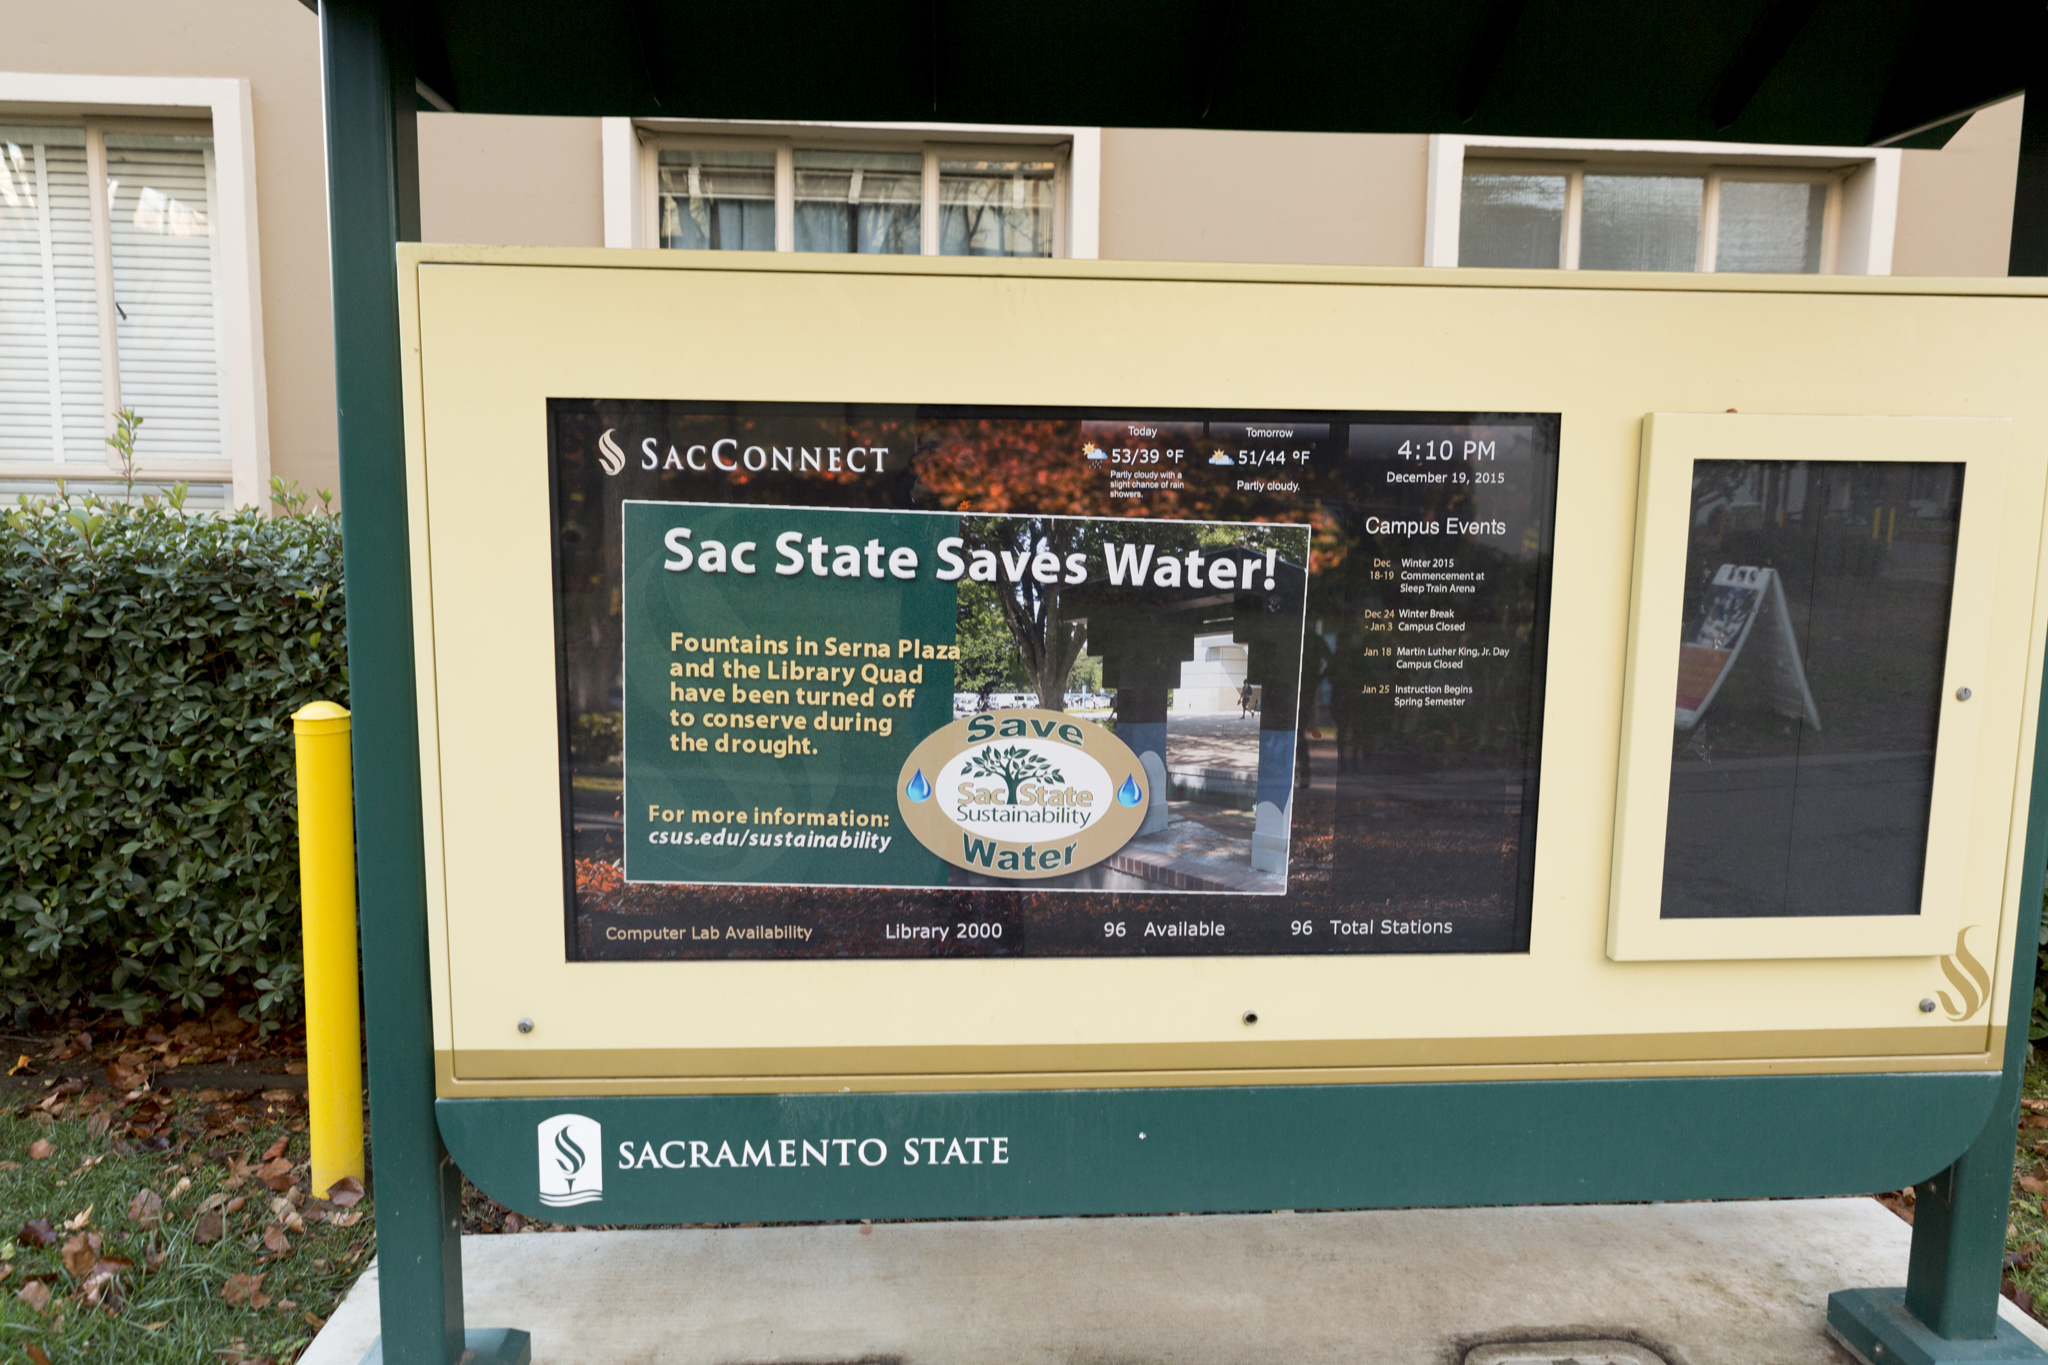 SACCONNECT
Today
53/39 °F
Partly cloudy with a
slight chance of rain
showers.
Tomorrow
51/44 °F
Partly cloudy.
4:10 PM
December 19, 2015
Sac State Saves Water!
Fountains in Serna Plaza
and the Library Quad
have been turned off
to conserve during
the drought.
For more information:
csus.edu/sustainability
Save
Sac State
Sustainability
Water
Campus Events
Dec 18-19 Winter 2015
Commencement at
Sleep Train Arena
Dec 24 Winter Break
- Jan 3 Campus Closed
Jan 18 Martin Luther King, Jr. Day
Campus Closed
Jan 25 Instruction Begins
Spring Semester
Computer Lab Availability Library 2000 96 Available 96 Total Stations
SACRAMENTO STATE